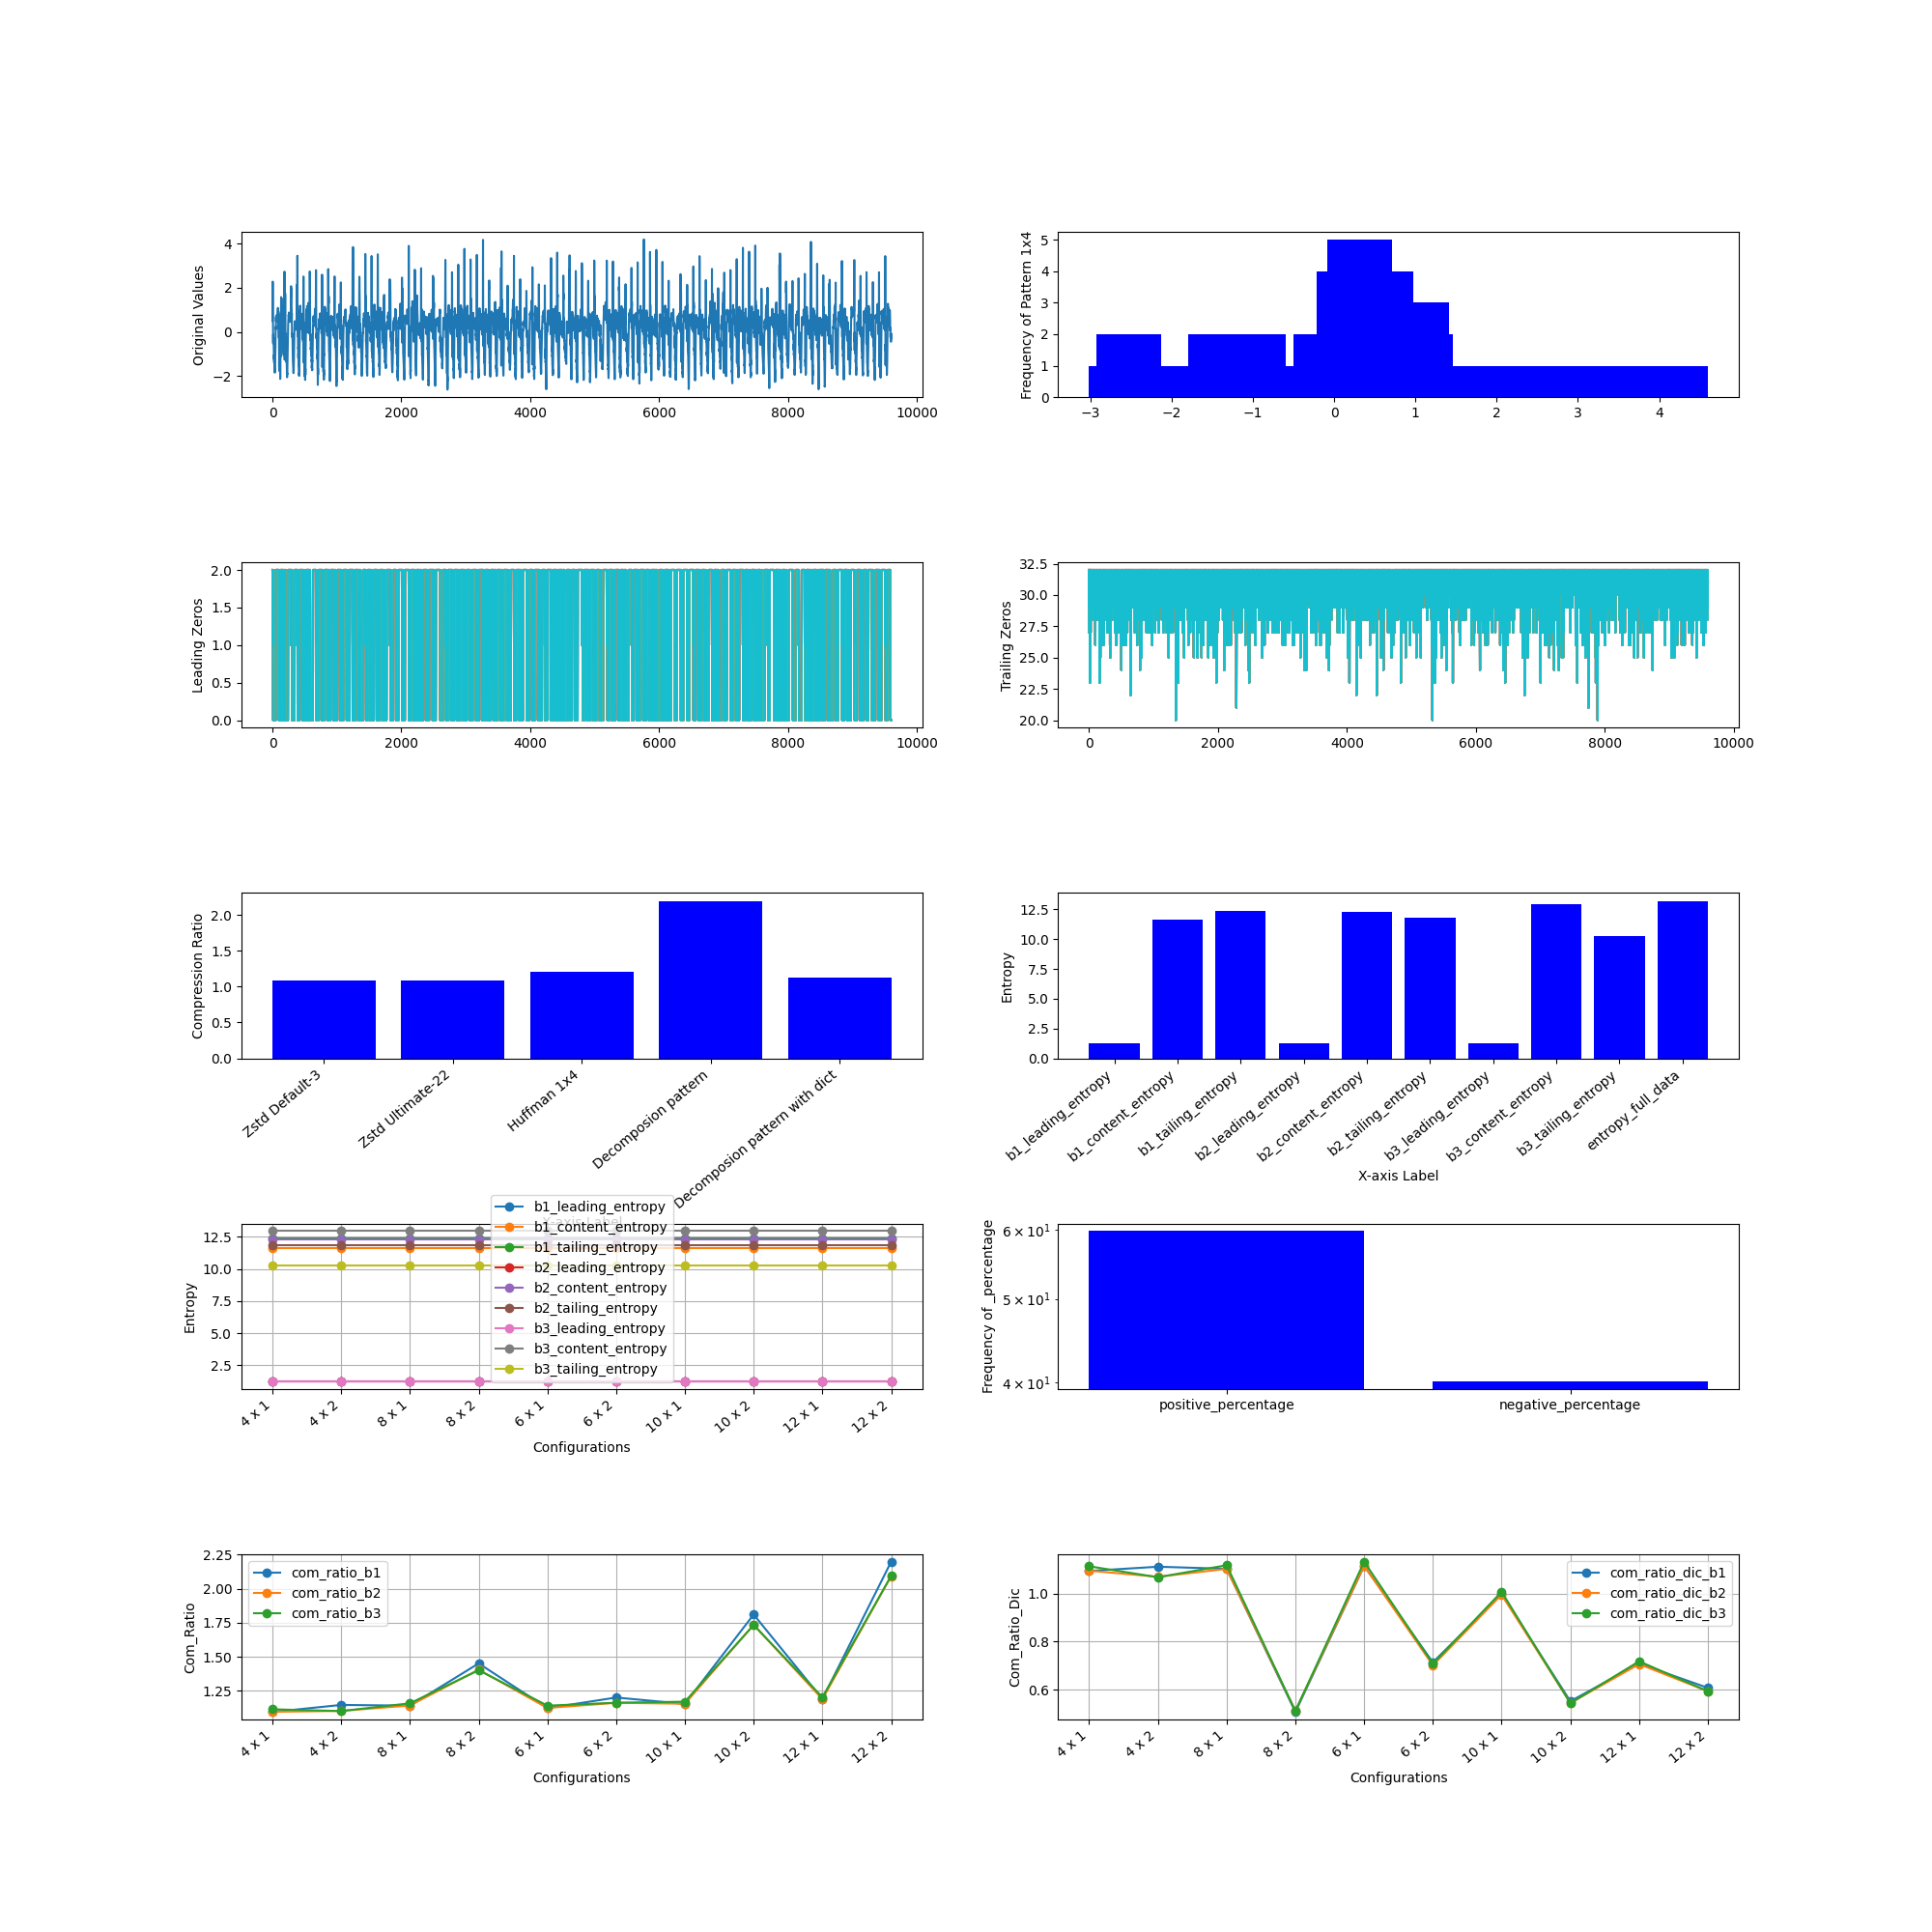 Original Values
4
2
0
−2
0 2000 4000 6000 8000 10000
Frequency of Pattern 1x4
5
4
3
2
1
0
−3 −2 −1 0 1 2 3 4
Leading Zeros
2.0
1.5
1.0
0.5
0.0
0 2000 4000 6000 8000 10000
Trailing Zeros
32.5
30.0
27.5
25.0
22.5
20.0
0 2000 4000 6000 8000 10000
Compression Ratio
2.0
1.5
1.0
0.5
0.0
Zstd Default-3
Zstd Ultimate-22
Huffman 1x4
Decomposion pattern
Decomposion pattern with dict
X-axis Label
Entropy
12.5
10.0
7.5
5.0
2.5
0.0
b1_leading_entropy
b1_content_entropy
b1_tailing_entropy
b2_leading_entropy
b2_content_entropy
b2_tailing_entropy
b3_leading_entropy
b3_content_entropy
b3_tailing_entropy
entropy_full_data
X-axis Label
Entropy
12.5
10.0
7.5
5.0
2.5
b1_leading_entropy
b1_content_entropy
b1_tailing_entropy
b2_leading_entropy
b2_content_entropy
b2_tailing_entropy
b3_leading_entropy
b3_content_entropy
b3_tailing_entropy
4 x 1
4 x 2
8 x 1
8 x 2
6 x 1
6 x 2
10 x 1
10 x 2
12 x 1
12 x 2
Configurations
Frequency of _percentage
6 × 10¹
5 × 10¹
4 × 10¹
positive_percentage negative_percentage
Com_Ratio
2.25
2.00
1.75
1.50
1.25
com_ratio_b1
com_ratio_b2
com_ratio_b3
4 x 1
4 x 2
8 x 1
8 x 2
6 x 1
6 x 2
10 x 1
10 x 2
12 x 1
12 x 2
Configurations
Com_Ratio_Dic
1.0
0.8
0.6
com_ratio_dic_b1
com_ratio_dic_b2
com_ratio_dic_b3
4 x 1
4 x 2
8 x 1
8 x 2
6 x 1
6 x 2
10 x 1
10 x 2
12 x 1
12 x 2
Configurations